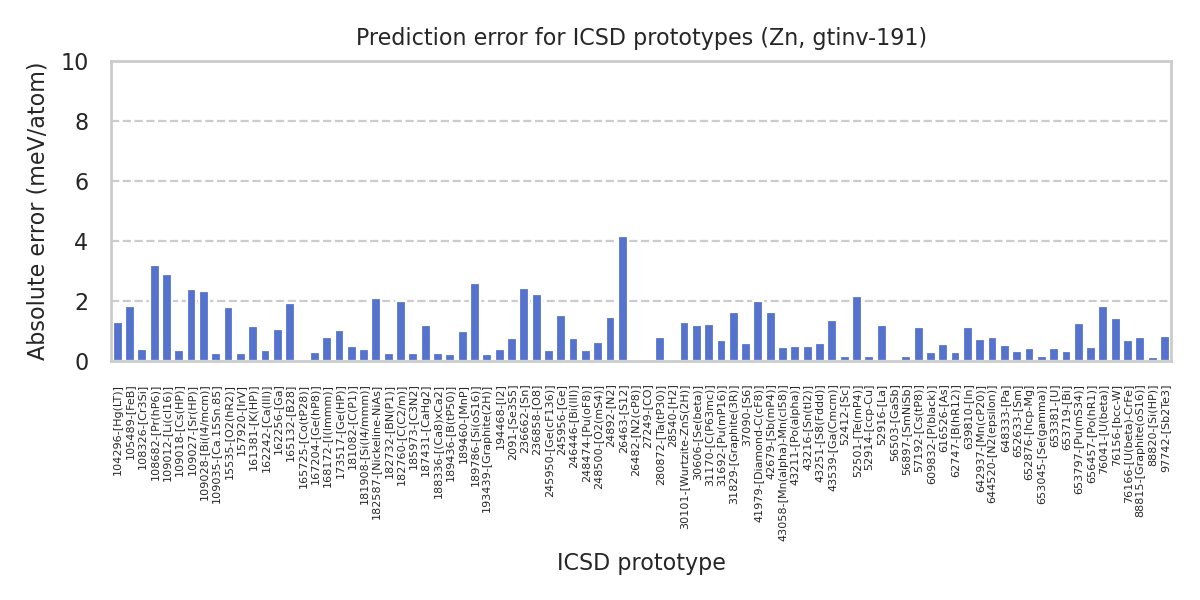 Prediction error for ICSD prototypes (Zn, gtinv-191)
Absolute error (meV/atom)
10
8
6
4
2
0
104296-[Hg(LT)]
105489-[FeB]
108326-[Cr3Si]
108682-[Pr(hP6)]
109012-[Li(cI16)]
109018-[Cs(HP)]
109027-[Sr(HP)]
109028-[Bi(I4/mcm)]
109035-[Ca.15Sn.85]
15535-[O2(hR2)]
157920-[IrV]
161381-[K(HP)]
162242-[Ca(III)]
162256-[Ga]
165132-[B28]
165725-[Co(tP28)]
167204-[Ge(hP8)]
168172-[I(Immm)]
173517-[Ge(HP)]
181082-[C(P1)]
181908-[Si(I4/mmm)]
182587-[Nickeline-NiAs]
182732-[BN(P1)]
182760-[C(C2/m)]
185973-[C3N2]
187431-[CaHg2]
188336-[(Ca8)xCa2]
189436-[B(tP50)]
189460-[MnP]
189786-[Si(oS16)]
193439-[Graphite(2H)]
194468-[I2]
2091-[Se3S5]
236662-[Sn]
236858-[O8]
245950-[Ge(cF136)]
245956-[Ge]
246446-[Bi(III)]
248474-[Pu(oF8)]
248500-[O2(mS4)]
24892-[N2]
26463-[S12]
26482-[N2(cP8)]
27249-[CO]
280872-[Ta(tP30)]
28540-[H2]
30101-[Wurtzite-ZnS(2H)]
30606-[Se(beta)]
31170-[C(P63mc)]
31692-[Pu(mP16)]
31829-[Graphite(3R)]
37090-[S6]
41979-[Diamond-C(cF8)]
42679-[Sb(mP4)]
43058-[Mn(alpha)-Mn(cI58)]
43211-[Po(alpha)]
43216-[Sn(tI2)]
43251-[S8(Fddd)]
43539-[Ga(Cmcm)]
52412-[Sc]
52501-[Te(mP4)]
52914-[fcc-Cu]
52916-[La]
56503-[GaSb]
56897-[SmNiSb]
57192-[Cs(tP8)]
609832-[P(black)]
616526-[As]
62747-[B(hR12)]
639810-[In]
642937-[Mn(cP20)]
644520-[N2(epsilon)]
648333-[Pa]
652633-[Sm]
652876-[hcp-Mg]
653045-[Se(gamma)]
653381-[U]
653719-[Bi]
653797-[Pu(mS34)]
656457-[Po(hR1)]
76041-[U(beta)]
76156-[bcc-W]
76166-[U(beta)-CrFe]
88815-[Graphite(oS16)]
88820-[Si(HP)]
97742-[Sb2Te3]
ICSD prototype